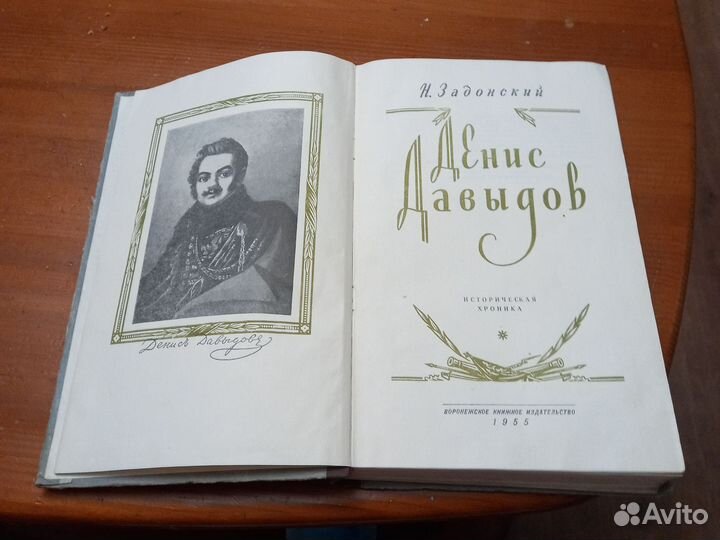 Денисъ Давыдовъ
Н. Задонский
Денис
Давыдов
ИСТОРИЧЕСКАЯ
ХРОНИКА
ВОРОНЕЖСКОЕ КНИЖНОЕ ИЗДАТЕЛЬСТВО
1955
Avito